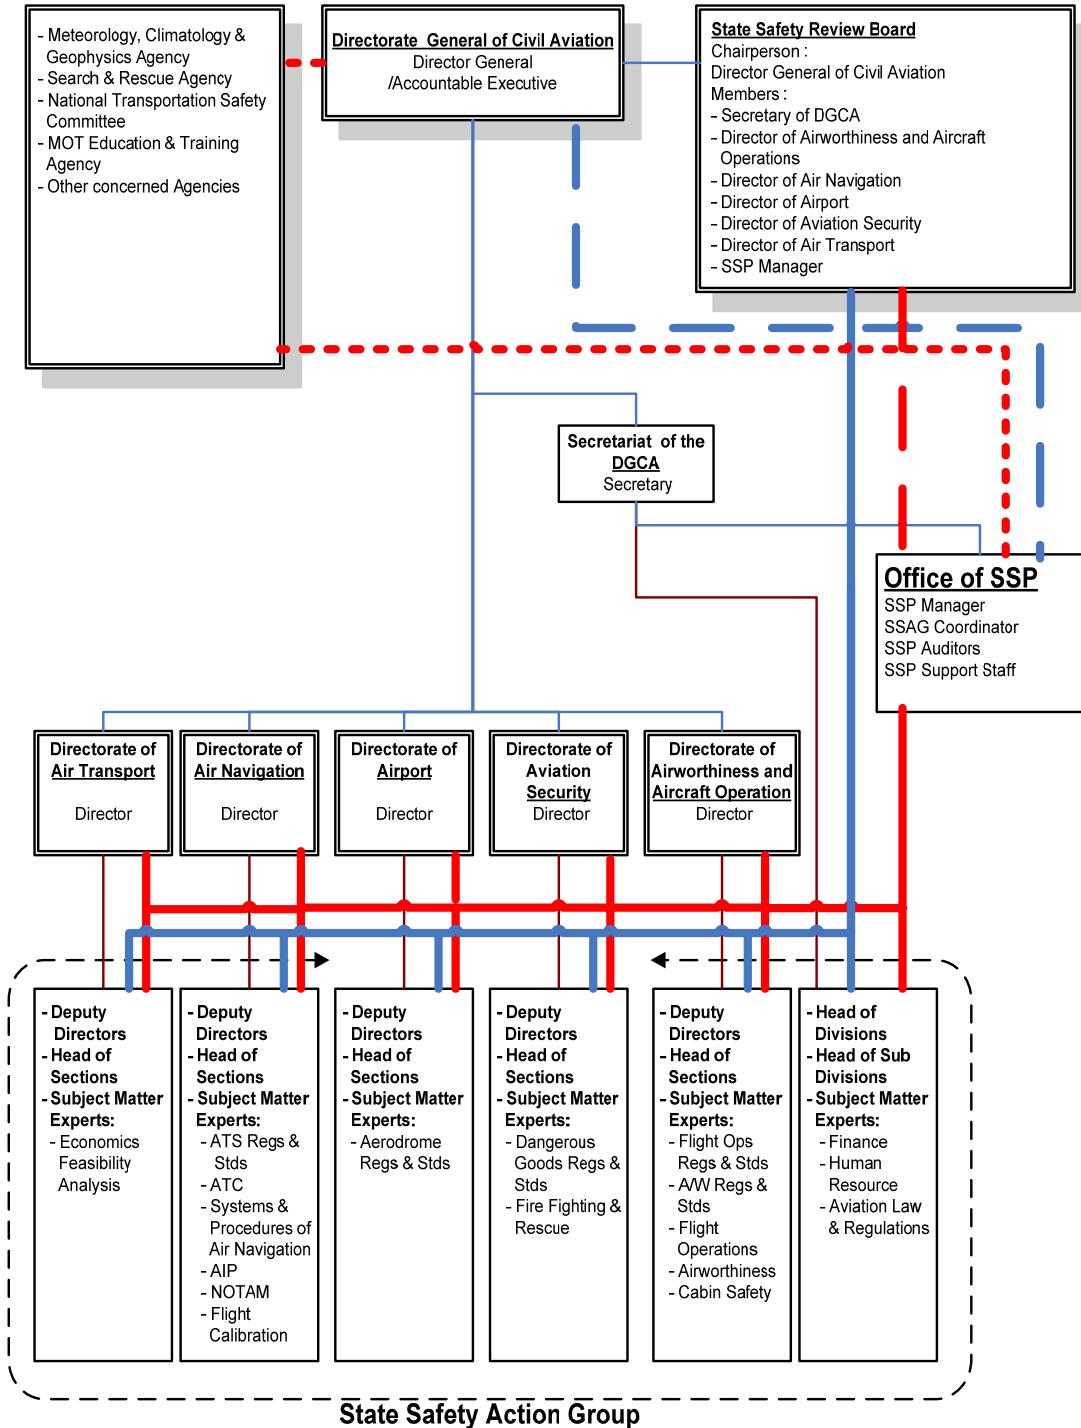 - Meteorology, Climatology &
Geophysics Agency
- Search & Rescue Agency
- National Transportation Safety
Committee
- MOT Education & Training
Agency
- Other concerned Agencies
Directorate General of Civil Aviation
Director General
/Accountable Executive
State Safety Review Board
Chairperson :
Director General of Civil Aviation
Members :
- Secretary of DGCA
- Director of Airworthiness and Aircraft
Operations
- Director of Air Navigation
- Director of Airport
- Director of Aviation Security
- Director of Air Transport
- SSP Manager
Secretariat of the
DGCA
Secretary
Office of SSP
SSP Manager
SSAG Coordinator
SSP Auditors
SSP Support Staff
Directorate of
Air Transport
Director
Directorate of
Air Navigation
Director
Directorate of
Airport
Director
Directorate of
Aviation
Security
Director
Directorate of
Airworthiness and
Aircraft Operation
Director
- Deputy
Directors
- Head of
Sections
- Subject Matter
Experts:
- Economics
Feasibility
Analysis
- Deputy
Directors
- Head of
Sections
- Subject Matter
Experts:
- ATS Regs &
Stds
- ATC
- Systems &
Procedures of
Air Navigation
- AIP
- NOTAM
- Flight
Calibration
- Deputy
Directors
- Head of
Sections
- Subject Matter
Experts:
- Aerodrome
Regs & Stds
- Deputy
Directors
- Head of
Sections
- Subject Matter
Experts:
- Dangerous
Goods Regs &
Stds
- Fire Fighting &
Rescue
- Deputy
Directors
- Head of
Sections
- Subject Matter
Experts:
- Flight Ops
Regs & Stds
- A/W Regs &
Stds
- Flight
Operations
- Airworthiness
- Cabin Safety
- Head of
Divisions
- Head of Sub
Divisions
- Subject Matter
Experts:
- Finance
- Human
Resource
- Aviation Law
& Regulations
State Safety Action Group